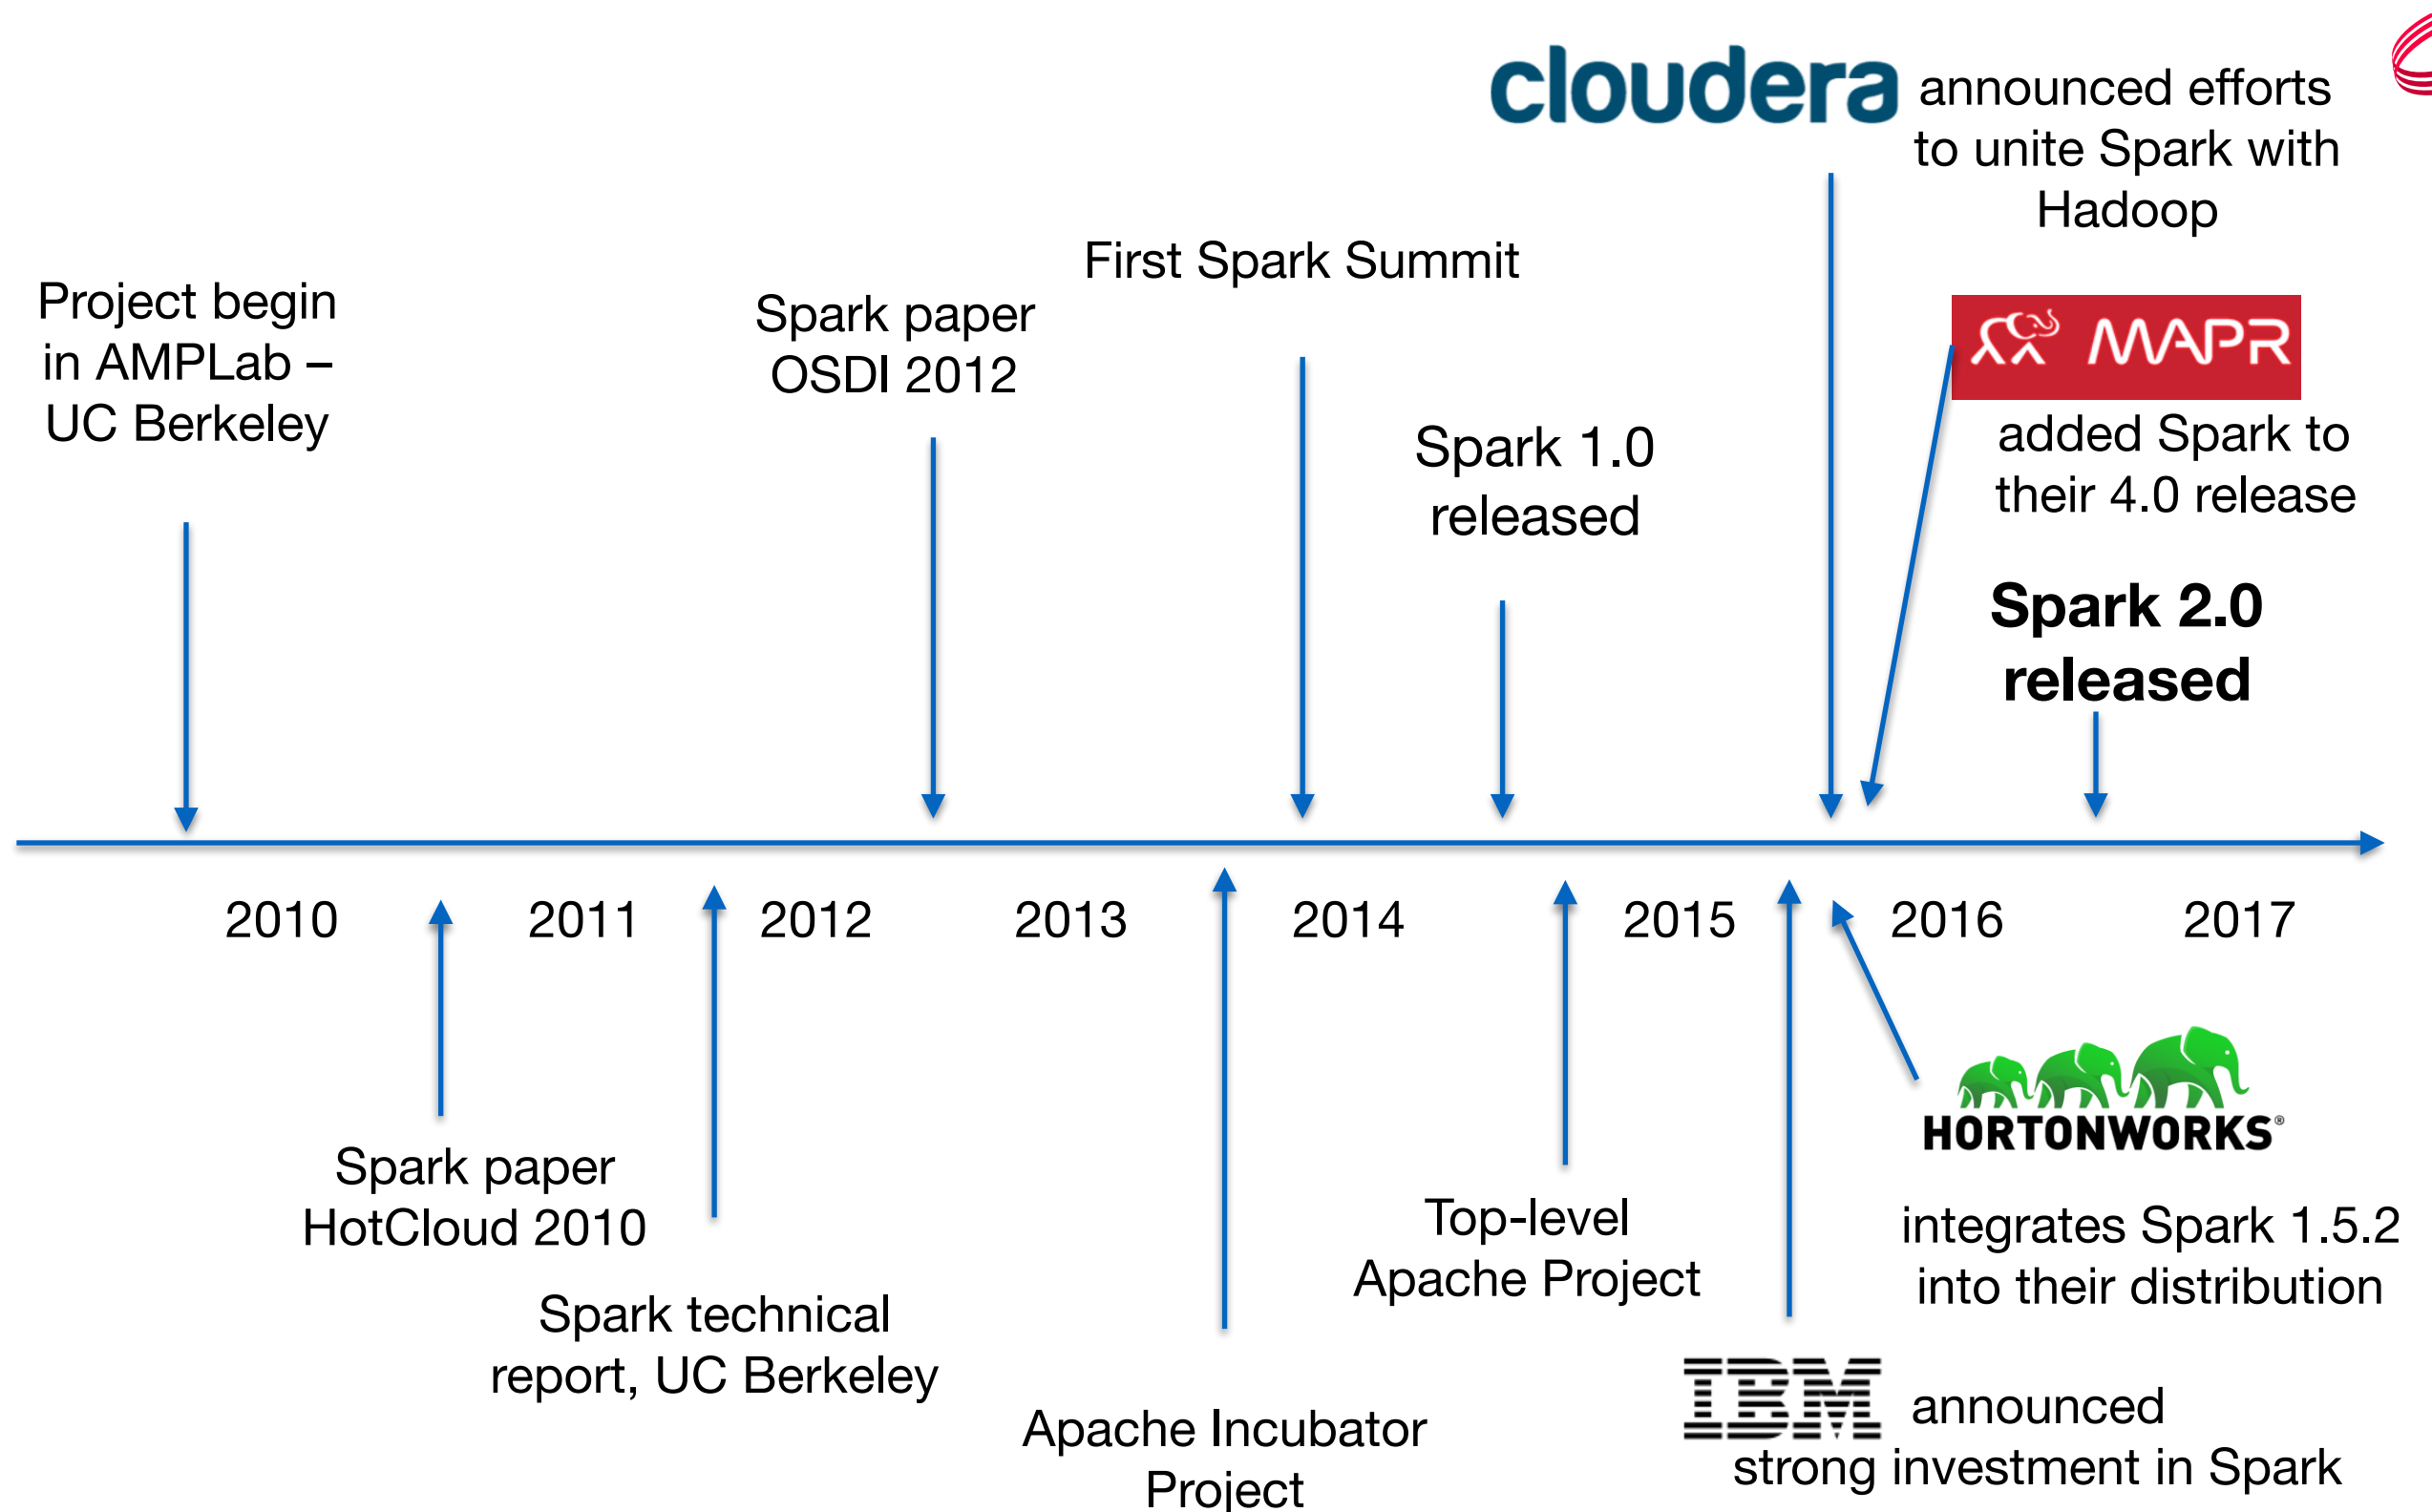 cloudera announced efforts
to unite Spark with
Hadoop
First Spark Summit
Project begin
in AMPLab –
UC Berkeley
Spark paper
OSDI 2012
MAPR
Spark 1.0
released
added Spark to
their 4.0 release
Spark 2.0
released
2010 2011 2012 2013 2014 2015 2016 2017
HORTONWORKS®
Spark paper
HotCloud 2010
Top-level
Apache Project
integrates Spark 1.5.2
into their distribution
Spark technical
report, UC Berkeley
Apache Incubator
Project
IBM announced
strong investment in Spark